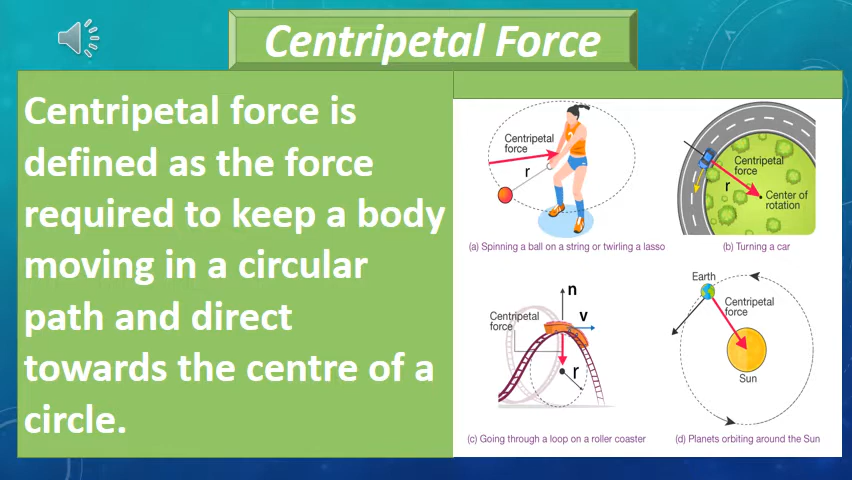 Centripetal Force
Centripetal force is
defined as the force
required to keep a body
moving in a circular
path and direct
towards the centre of a
circle.
Centripetal
force
r
(a) Spinning a ball on a string or twirling a lasso
Centripetal
force
r
Center of
rotation
(b) Turning a car
n
Centripetal
force
v
r
(c) Going through a loop on a roller coaster
Earth
Centripetal
force
Sun
(d) Planets orbiting around the Sun